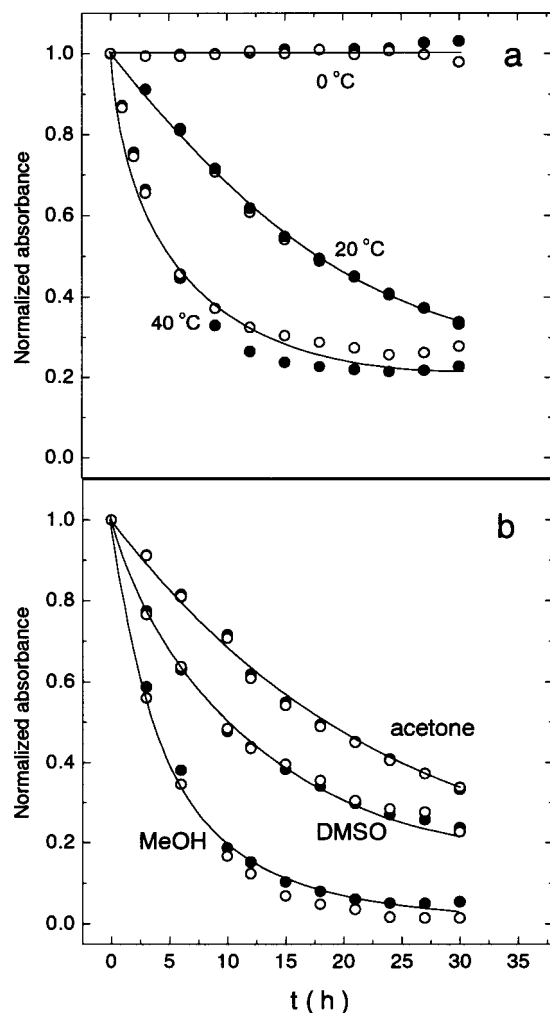 1.0
a
0 °C
0.8
Normalized absorbance
0.6
20 °C
0.4
40 °C
0.2
0.0
1.0
b
0.8
Normalized absorbance
0.6
acetone
0.4
DMSO
0.2
MeOH
0.0
0 5 10 15 20 25 30 35
t ( h )